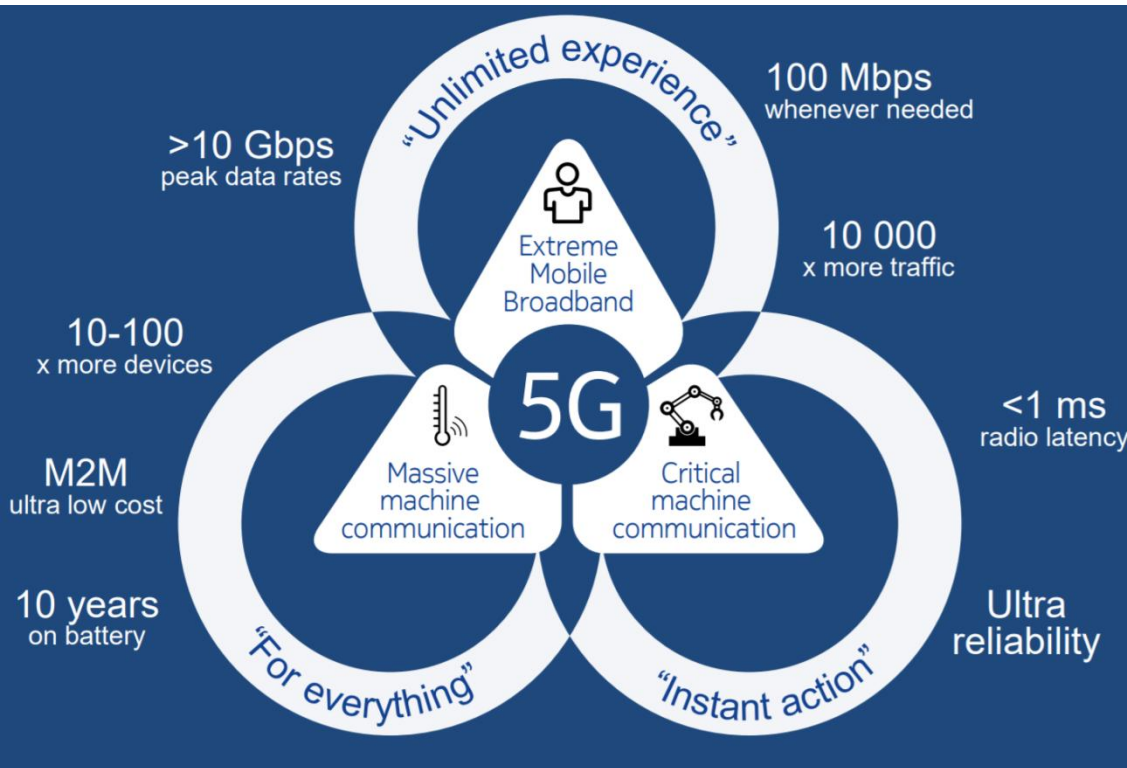 “Unlimited experience”
100 Mbps
whenever needed
>10 Gbps
peak data rates
10 000
x more traffic
Extreme
Mobile
Broadband
10-100
x more devices
5G
<1 ms
radio latency
M2M
ultra low cost
Massive
machine
communication
Critical
machine
communication
10 years
on battery
Ultra
reliability
“For everything”
“Instant action”